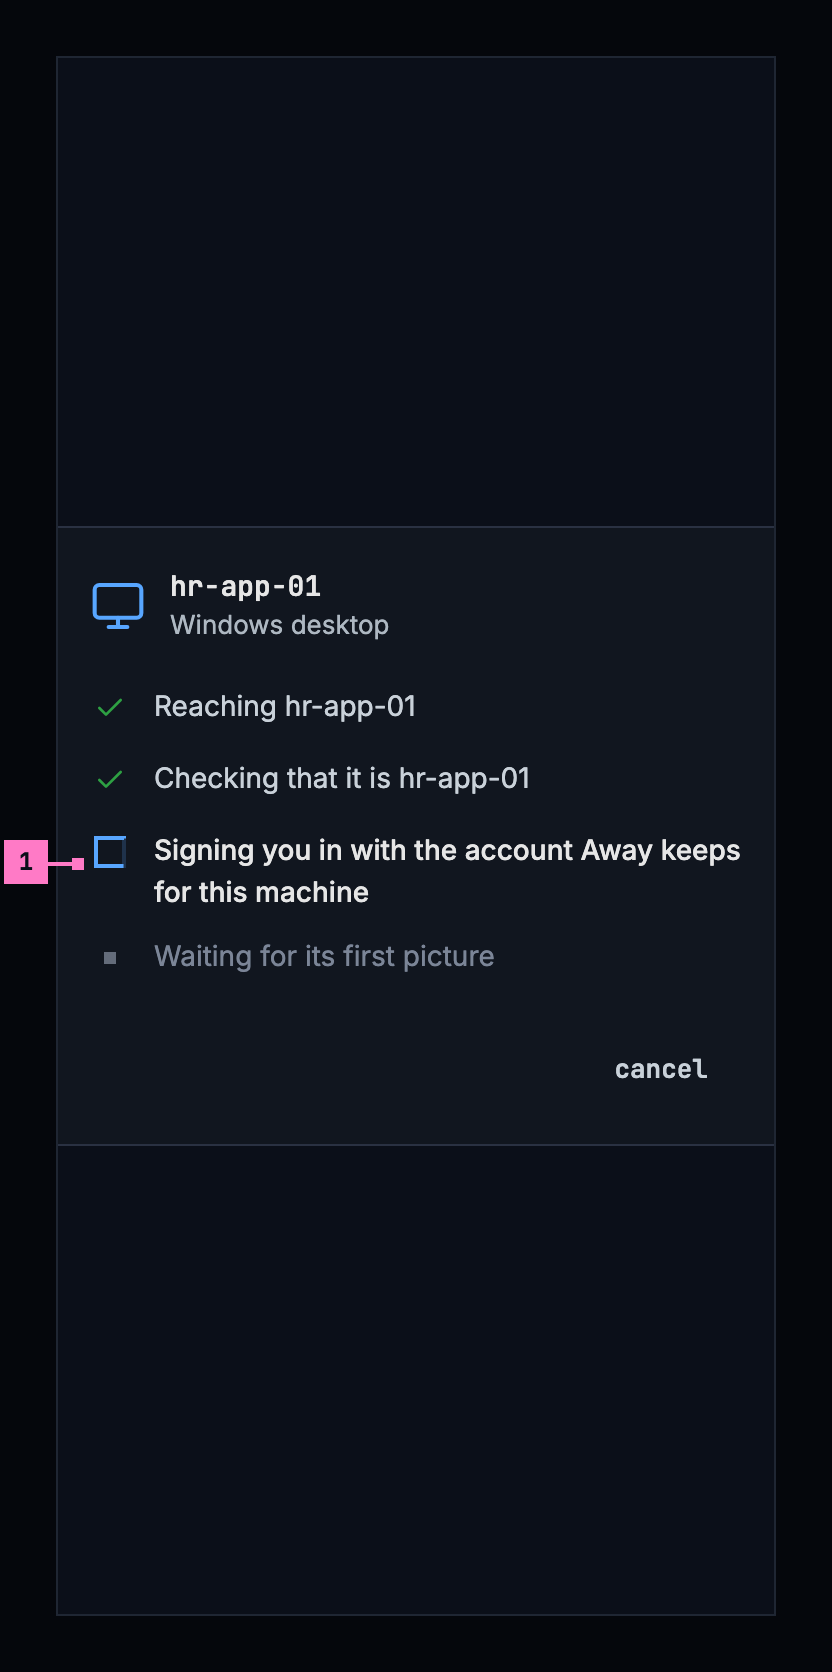 hr-app-01
Windows desktop
Reaching hr-app-01
Checking that it is hr-app-01
1
Signing you in with the account Away keeps
for this machine
Waiting for its first picture
cancel